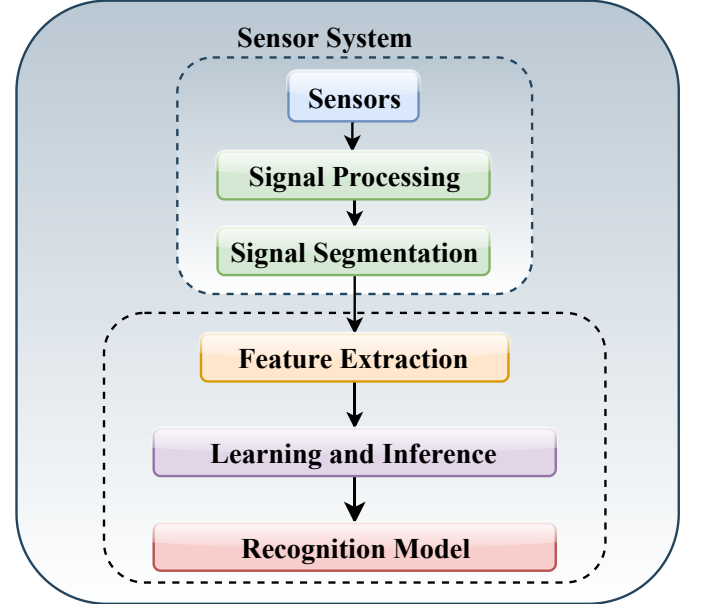 Sensor System
Sensors
Signal Processing
Signal Segmentation
Feature Extraction
Learning and Inference
Recognition Model